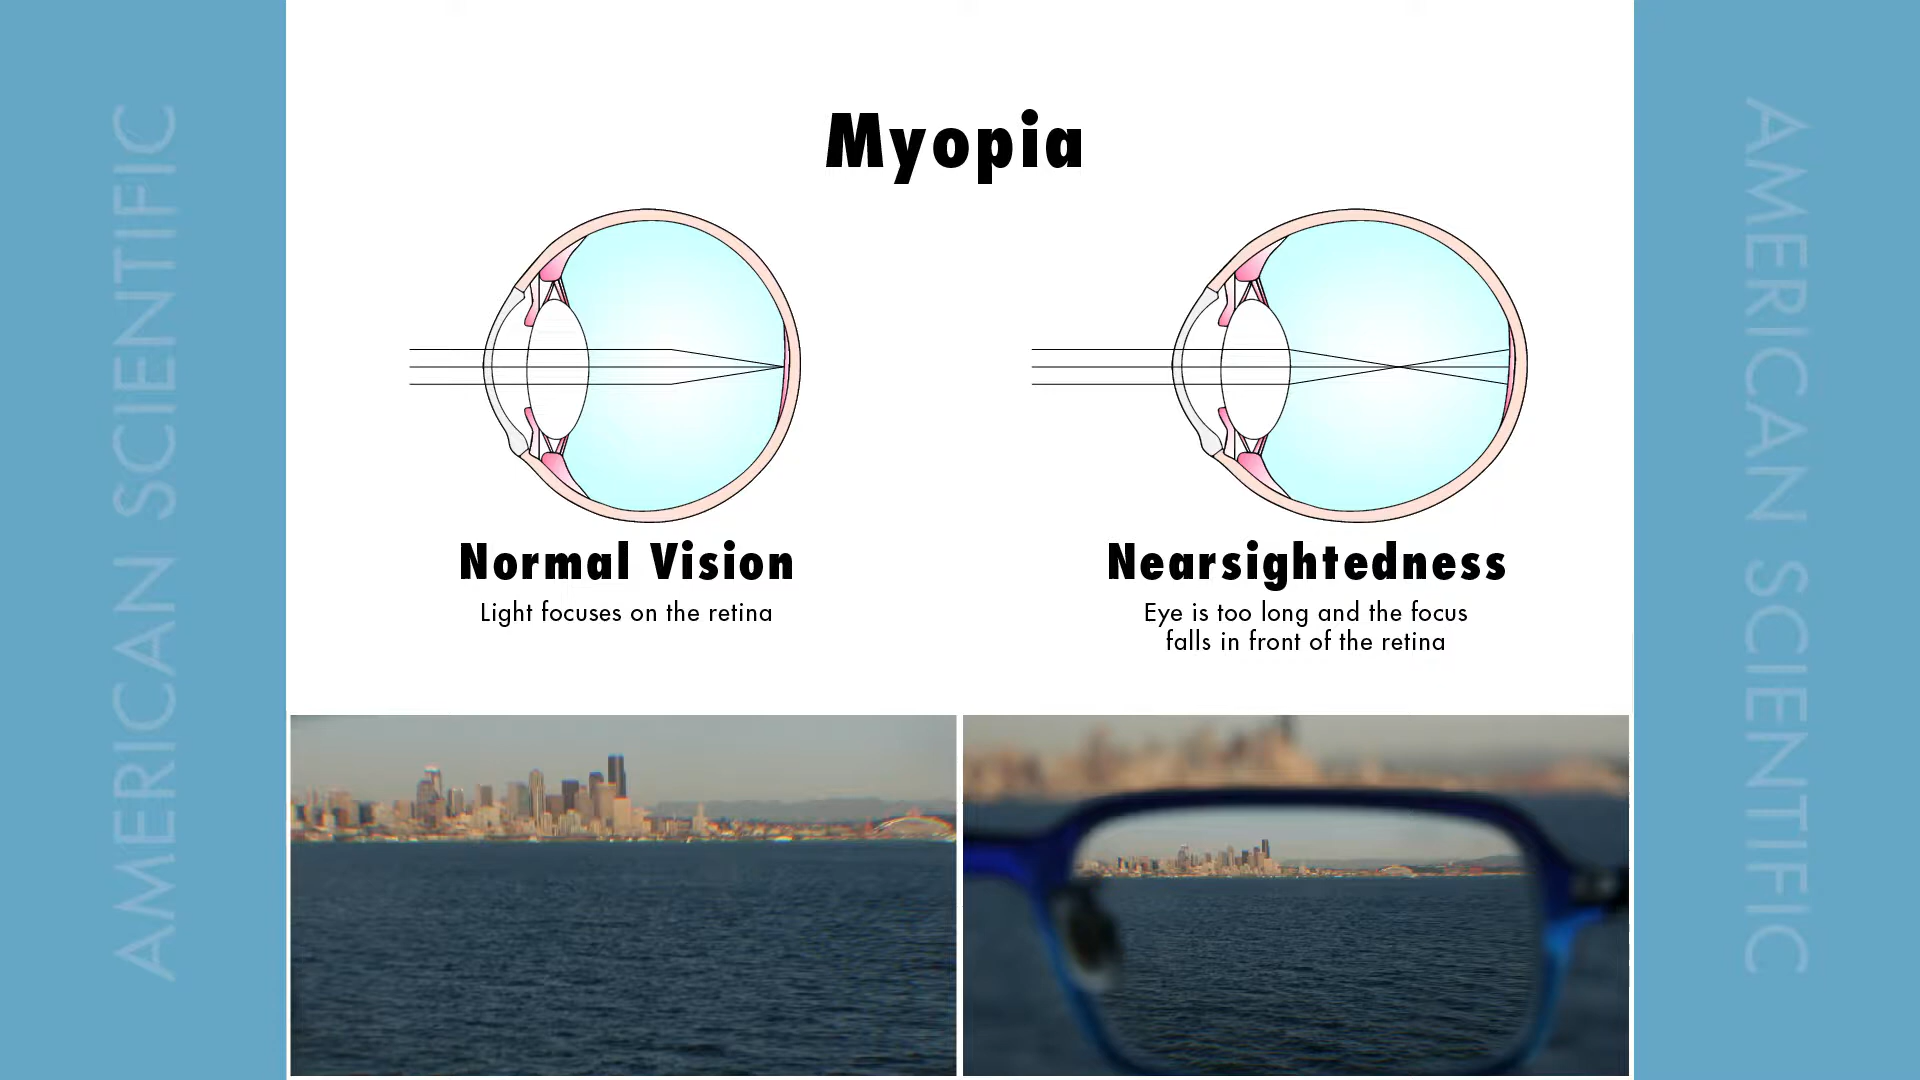 AMERICAN SCIENTIFIC
Myopia
Normal Vision
Light focuses on the retina
Nearsightedness
Eye is too long and the focus
falls in front of the retina
AMERICAN SCIENTIFIC